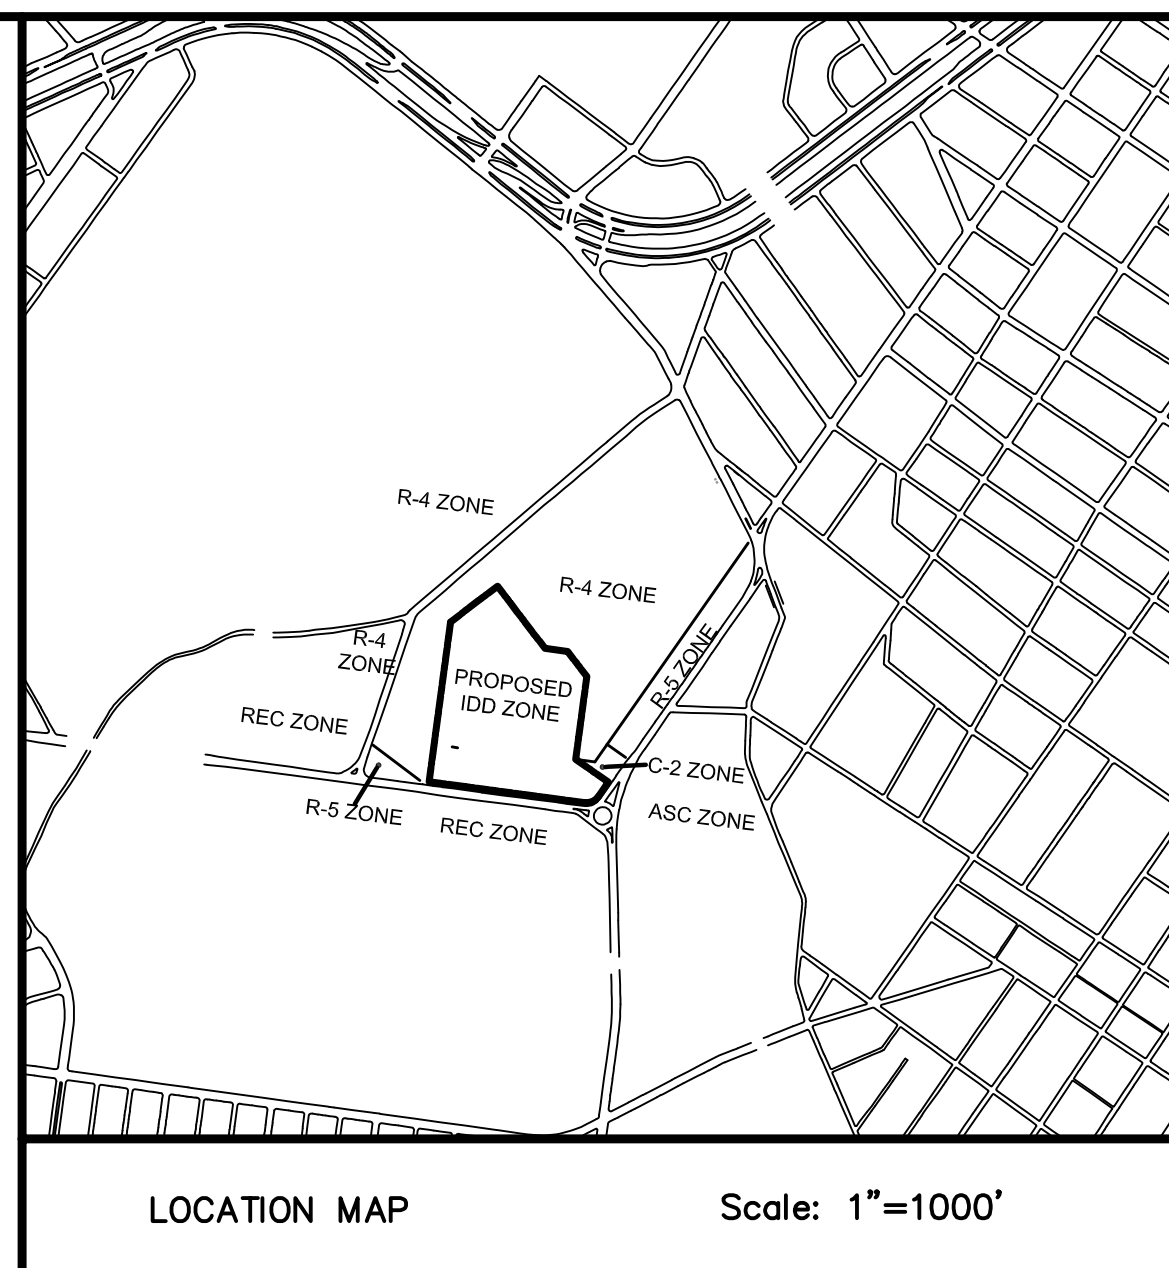 R-4 ZONE
R-4 ZONE
R-4
ZONE
R-5 ZONE
PROPOSED
IDD ZONE
REC ZONE
C-2 ZONE
R-5 ZONE
REC ZONE
ASC ZONE
LOCATION MAP
Scale: 1”=1000’